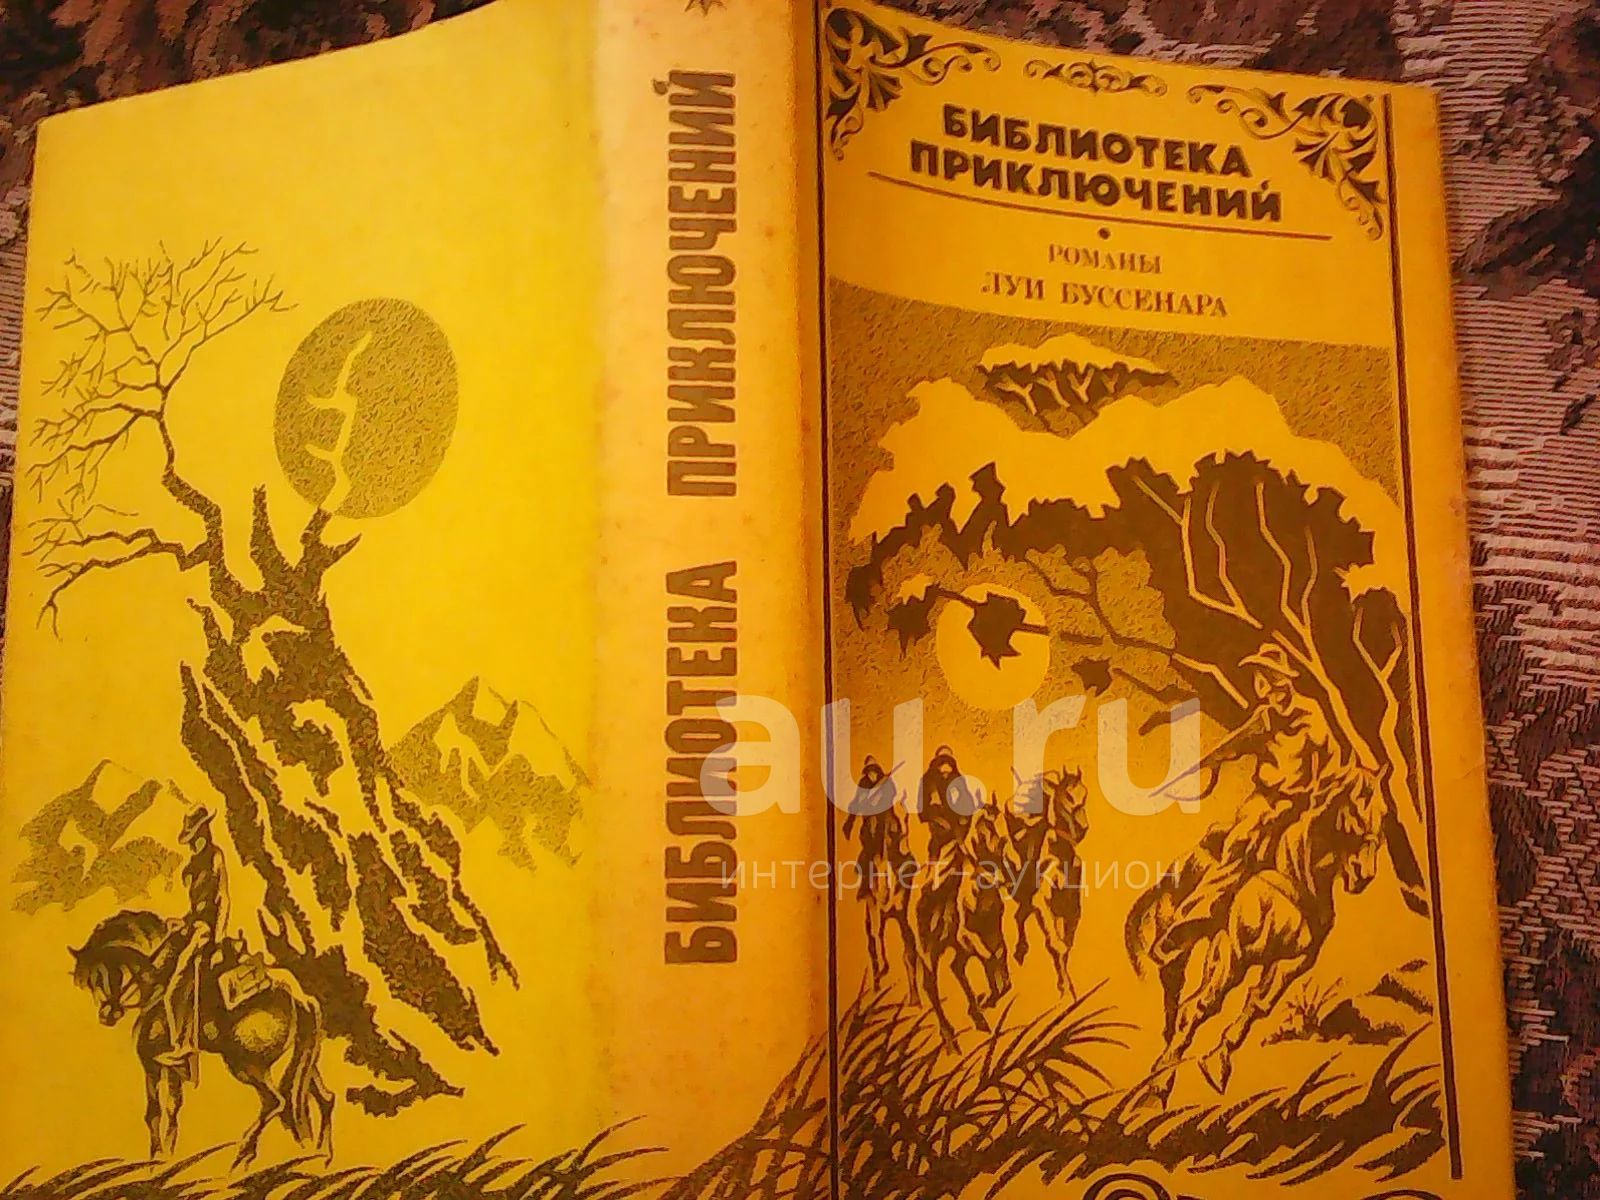 БИБЛИОТЕКА ПРИКЛЮЧЕНИЙ
БИБЛИОТЕКА
ПРИКЛЮЧЕНИЙ
РОМАНЫ
ЛУИ БУССЕНАРА
au.ru
интернет-аукцион